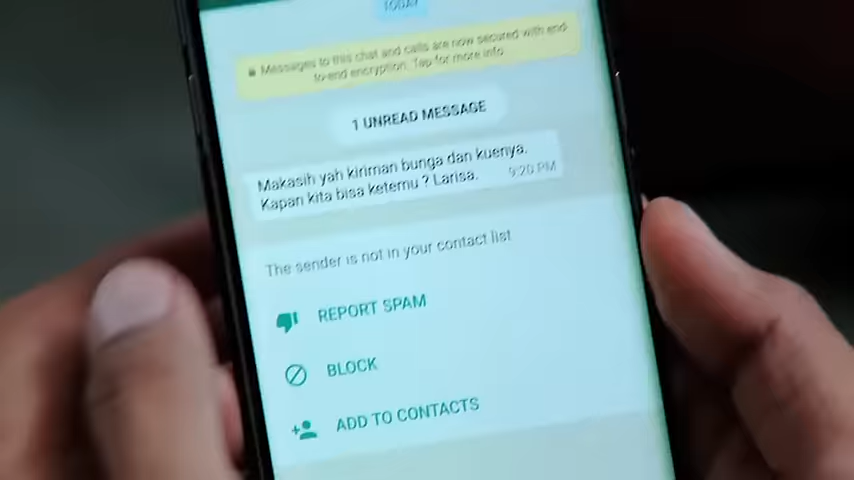 TODAY
Messages to this chat and calls are now secured with end-
to-end encryption. Tap for more info.
1 UNREAD MESSAGE
Makasih yah kiriman bunga dan kuenya.
Kapan kita bisa ketemu ? Larisa.
9:20 PM
The sender is not in your contact list
REPORT SPAM
BLOCK
ADD TO CONTACTS